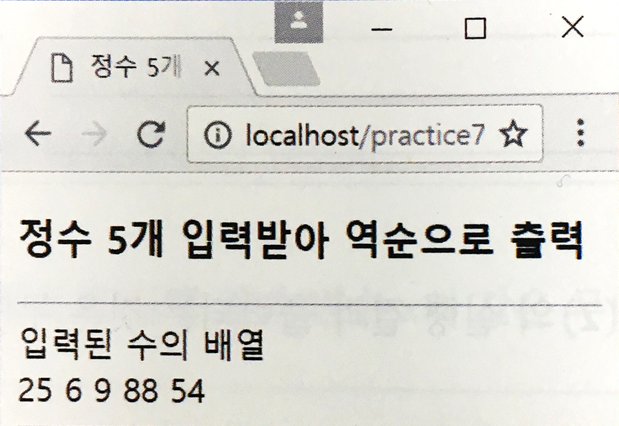 정수 5개
localhost/practice7
정수 5개 입력받아 역순으로 출력
입력된 수의 배열
25 6 9 88 54